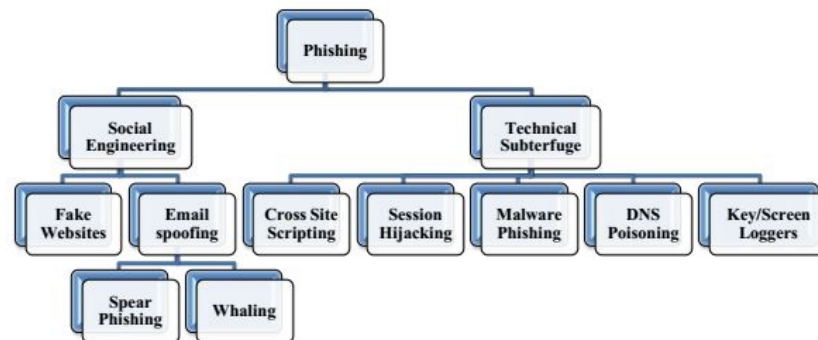 Phishing
Social
Engineering
Technical
Subterfuge
Fake
Websites
Email
spoofing
Cross Site
Scripting
Session
Hijacking
Malware
Phishing
DNS
Poisoning
Key/Screen
Loggers
Spear
Phishing
Whaling